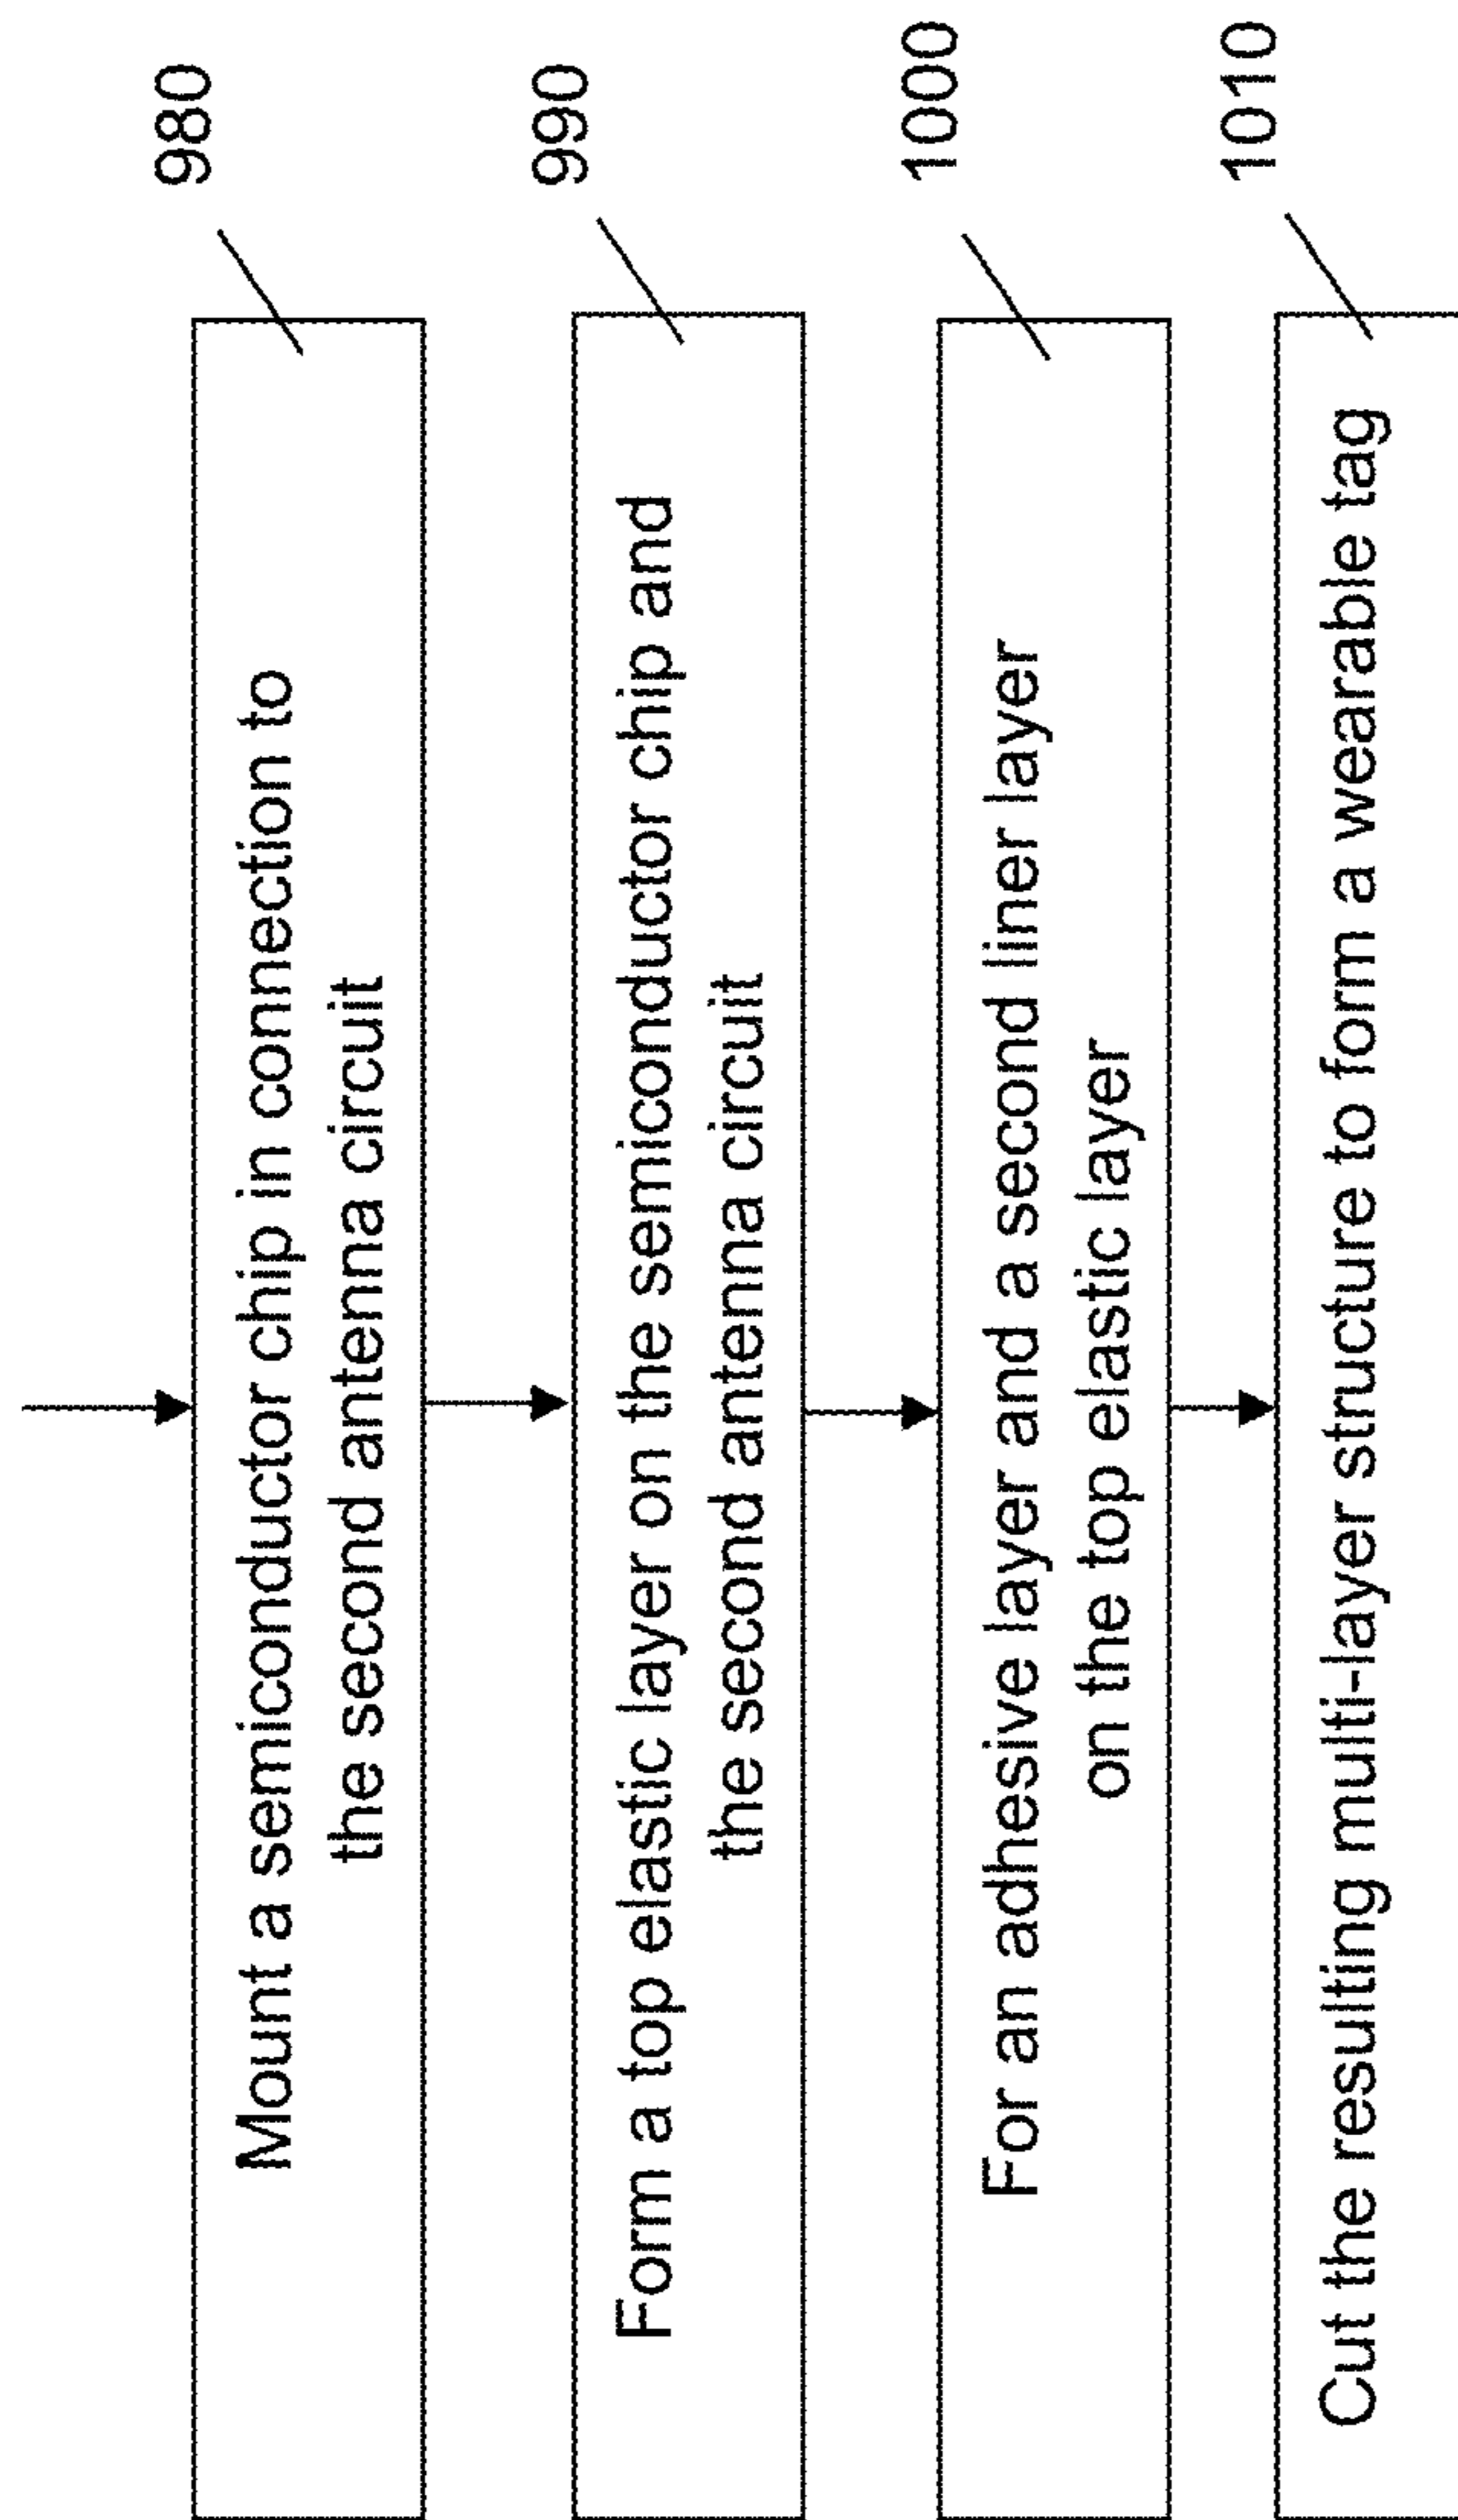 980
Mount a semiconductor chip in connection to
the second antenna circuit
990
Form a top elastic layer on the semiconductor chip and
the second antenna circuit
1000
For an adhesive layer and a second liner layer
on the top elastic layer
1010
Cut the resulting multi-layer structure to form a wearable tag